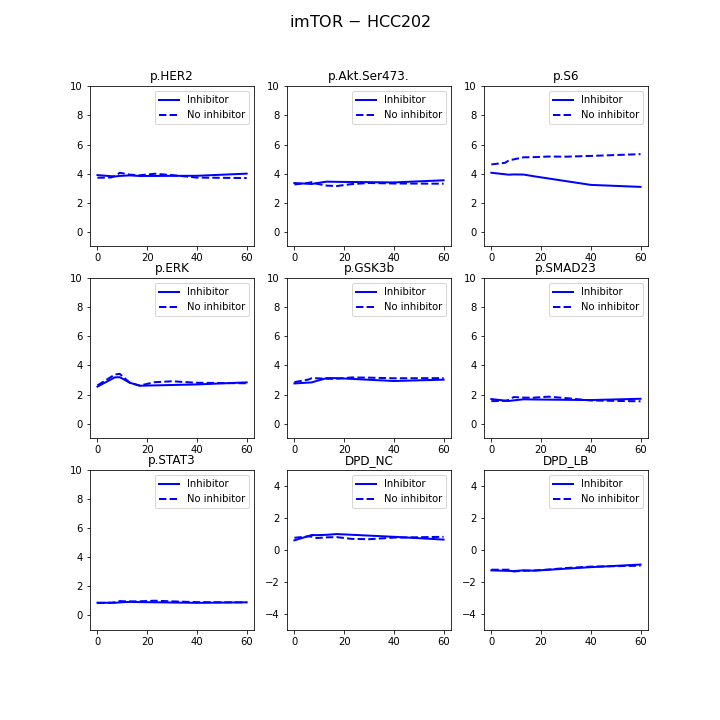 imTOR − HCC202
p.HER2
p.Akt.Ser473.
p.S6
10
8
6
4
2
0
Inhibitor
No inhibitor
0 20 40 60
10
8
6
4
2
0
Inhibitor
No inhibitor
0 20 40 60
10
8
6
4
2
0
Inhibitor
No inhibitor
0 20 40 60
p.ERK
p.GSK3b
p.SMAD23
10
8
6
4
2
0
Inhibitor
No inhibitor
0 20 40 60
10
8
6
4
2
0
Inhibitor
No inhibitor
0 20 40 60
10
8
6
4
2
0
Inhibitor
No inhibitor
0 20 40 60
p.STAT3
DPD_NC
DPD_LB
10
8
6
4
2
0
Inhibitor
No inhibitor
0 20 40 60
4
2
0
−2
−4
Inhibitor
No inhibitor
0 20 40 60
4
2
0
−2
−4
Inhibitor
No inhibitor
0 20 40 60